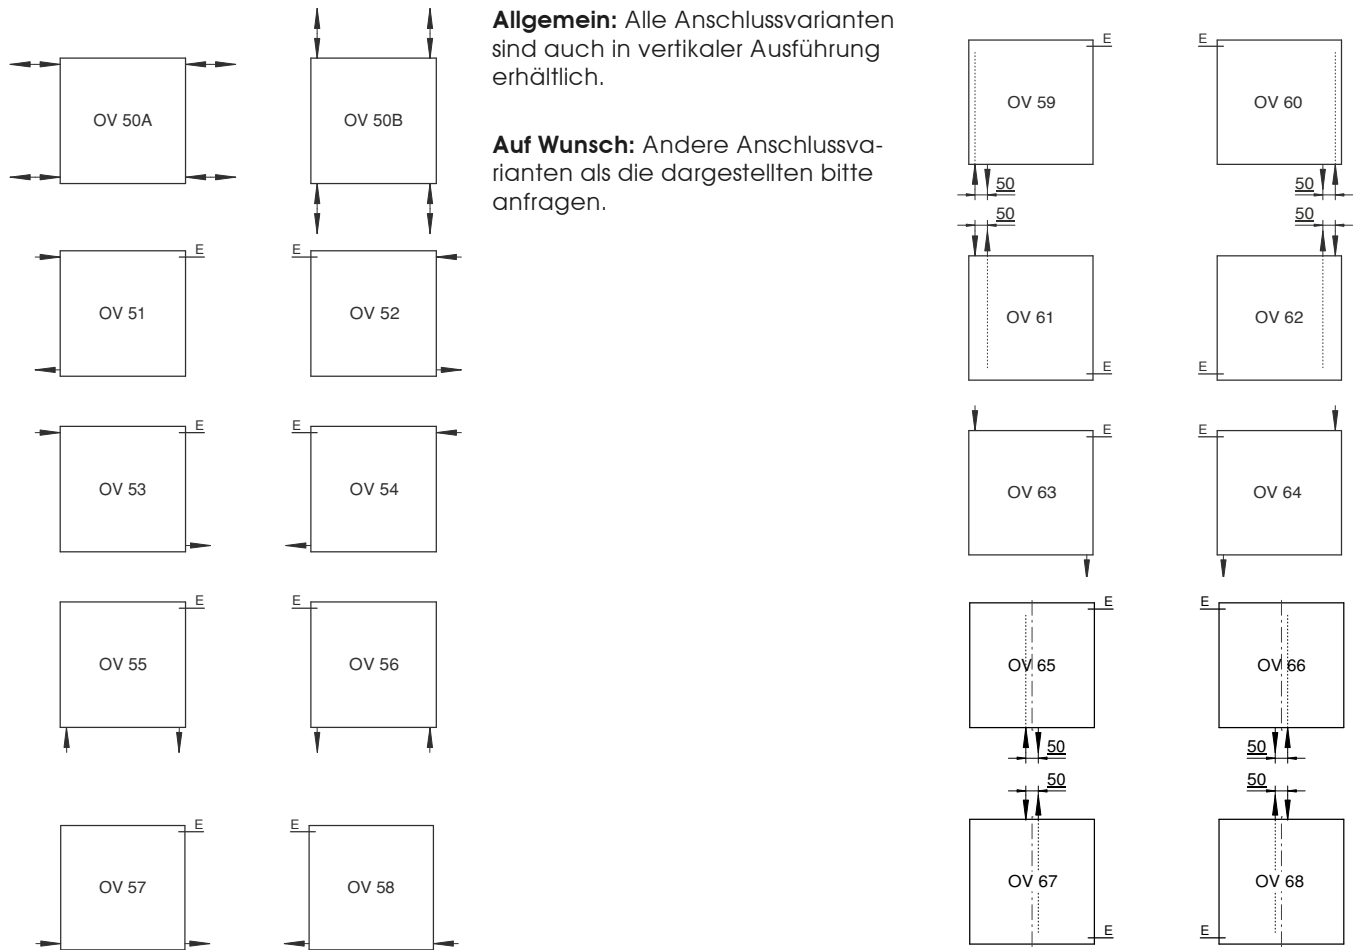 Allgemein: Alle Anschlussvarianten
sind auch in vertikaler Ausführung
erhältlich.
Auf Wunsch: Andere Anschlussva-
rianten als die dargestellten bitte
anfragen.
OV 50A
OV 50B
E
E
OV 51
OV 52
E
E
OV 53
OV 54
E
E
OV 55
OV 56
E
E
OV 57
OV 58
E
E
OV 59
OV 60
50
50
50
50
OV 61
OV 62
E
E
E
E
OV 63
OV 64
E
E
OV 65
OV 66
50
50
50
50
OV 67
OV 68
E
E